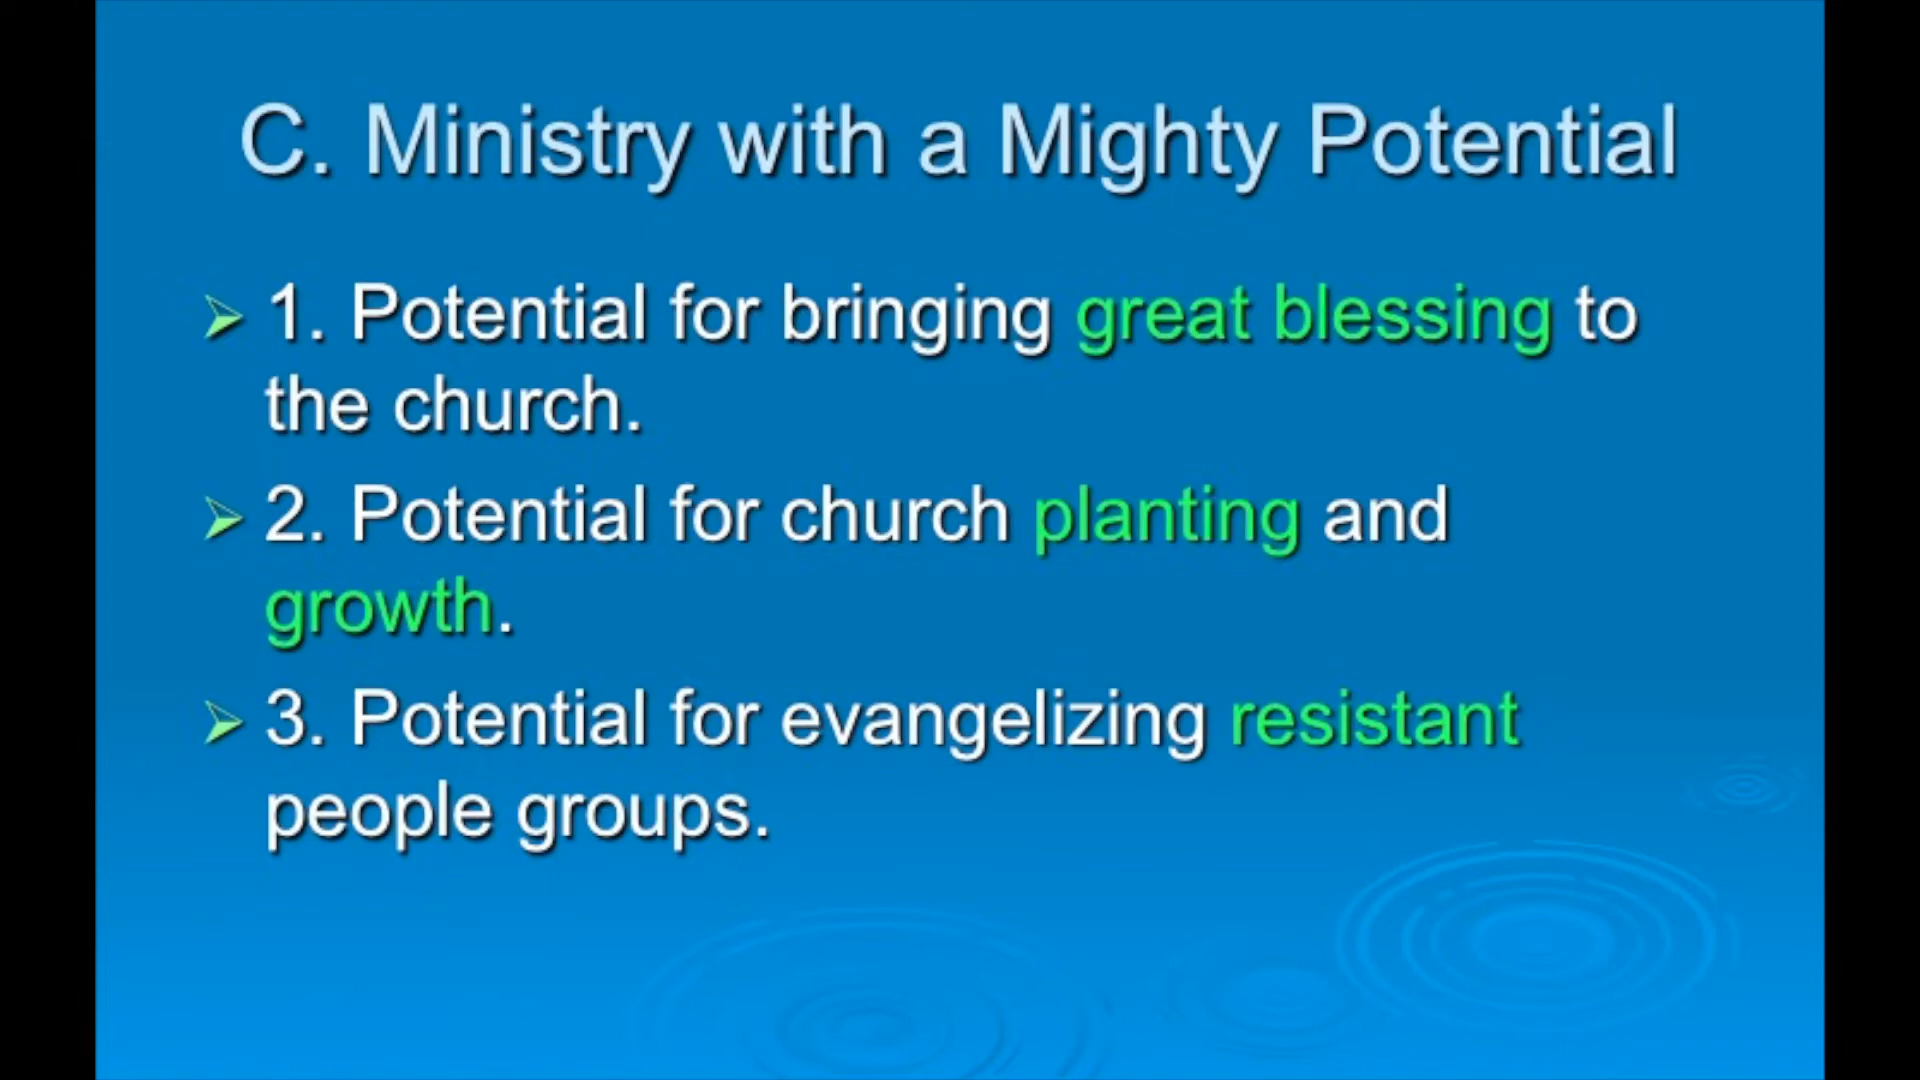 C. Ministry with a Mighty Potential
1. Potential for bringing great blessing to
the church.
2. Potential for church planting and
growth.
3. Potential for evangelizing resistant
people groups.